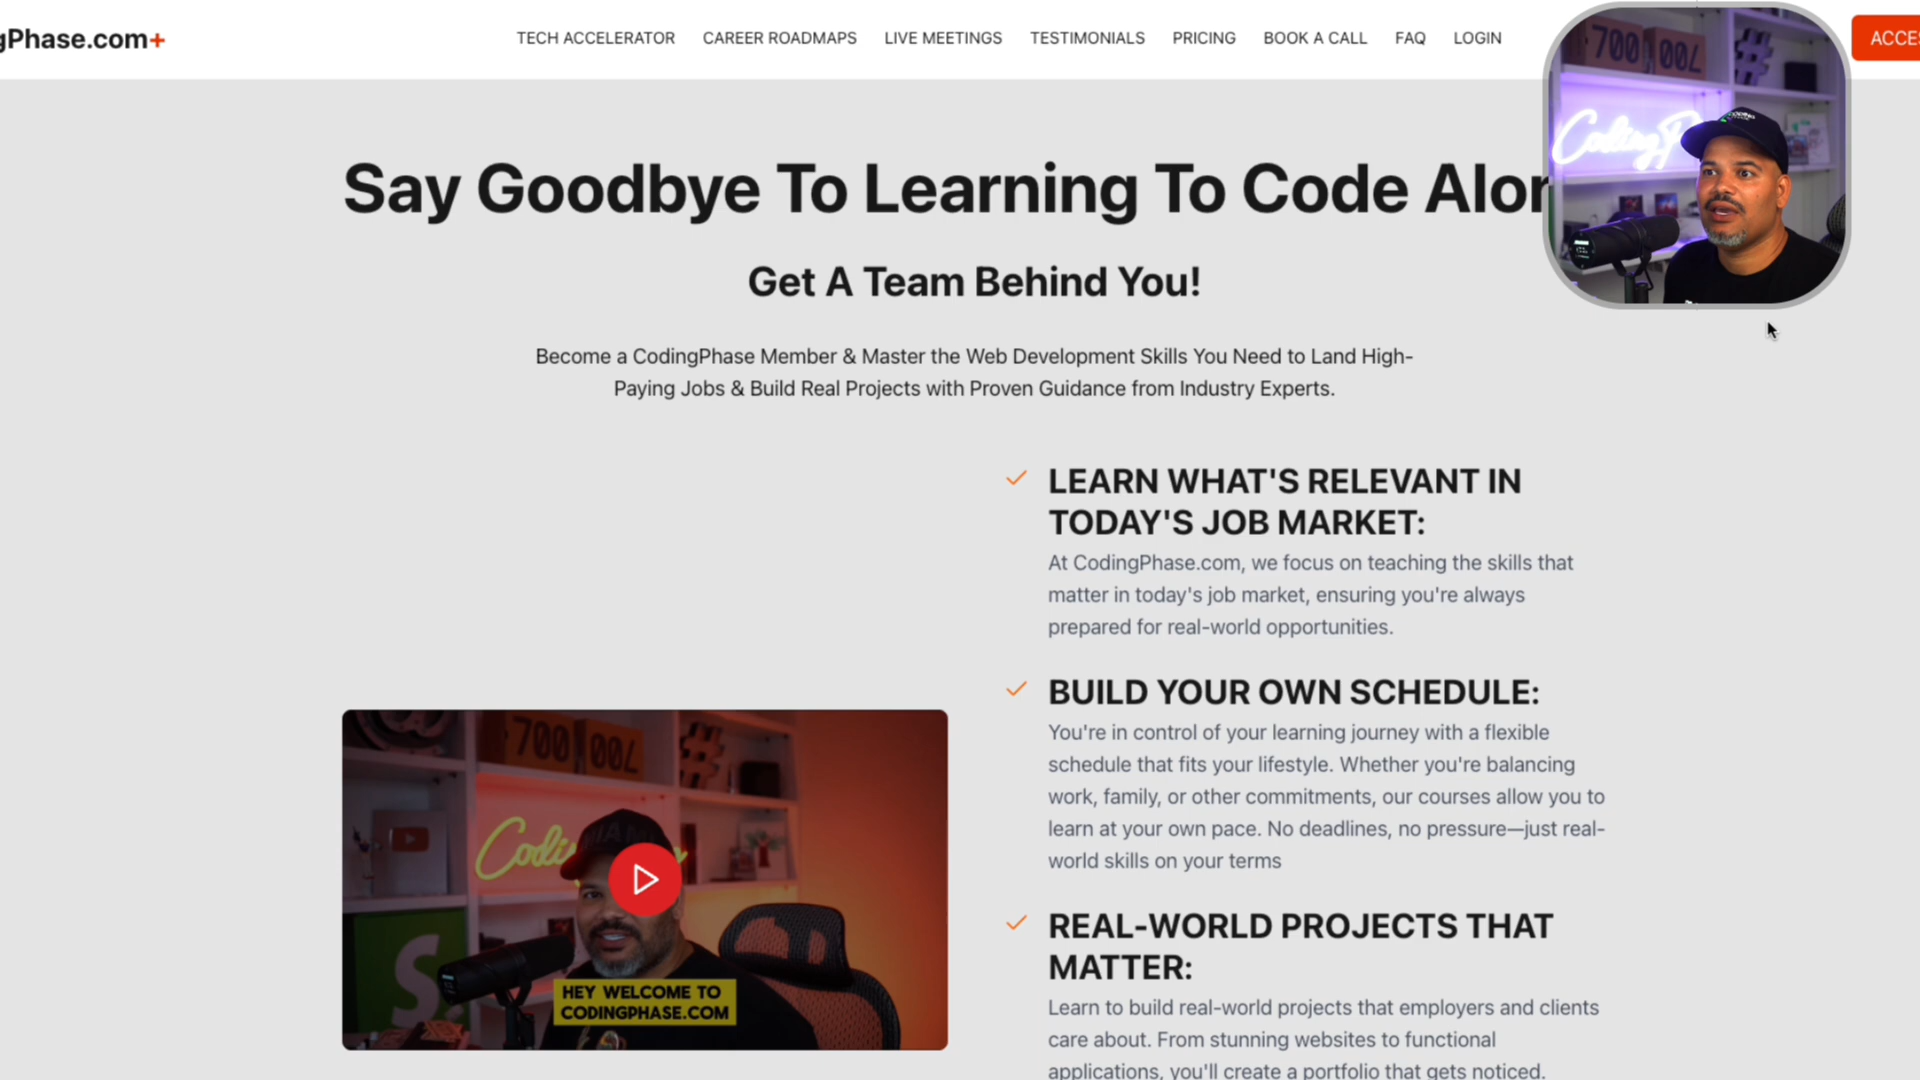 gPhase.com+
TECH ACCELERATOR CAREER ROADMAPS LIVE MEETINGS TESTIMONIALS PRICING BOOK A CALL FAQ LOGIN
ACCES
700
Say Goodbye To Learning To Code Alon
Get A Team Behind You!
Become a CodingPhase Member & Master the Web Development Skills You Need to Land High-
Paying Jobs & Build Real Projects with Proven Guidance from Industry Experts.
LEARN WHAT'S RELEVANT IN
TODAY'S JOB MARKET:
At CodingPhase.com, we focus on teaching the skills that
matter in today's job market, ensuring you're always
prepared for real-world opportunities.
BUILD YOUR OWN SCHEDULE:
You're in control of your learning journey with a flexible
schedule that fits your lifestyle. Whether you're balancing
work, family, or other commitments, our courses allow you to
learn at your own pace. No deadlines, no pressure—just real-
world skills on your terms
REAL-WORLD PROJECTS THAT
MATTER:
Learn to build real-world projects that employers and clients
care about. From stunning websites to functional
applications, you'll create a portfolio that gets noticed.
700
HEY WELCOME TO
CODINGPHASE.COM